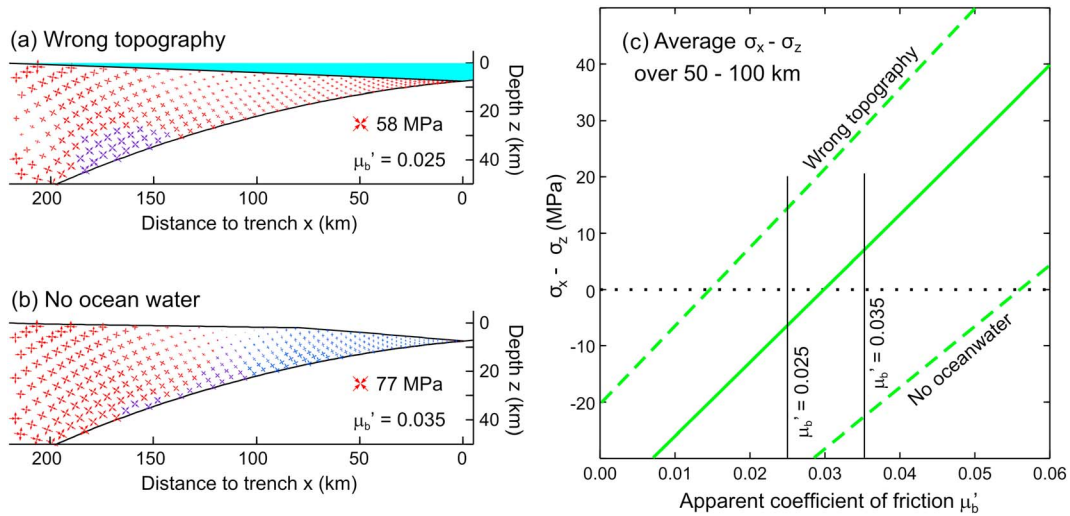 (a) Wrong topography
0
20
40
Depth z (km)
58 MPa
μb' = 0.025
200
150
100
50
0
Distance to trench x (km)
(b) No ocean water
0
20
40
Depth z (km)
77 MPa
μb' = 0.035
200
150
100
50
0
Distance to trench x (km)
(c) Average σx - σz
over 50 - 100 km
Wrong topography
No oceanwater
μb' = 0.025
μb' = 0.035
σx - σz (MPa)
40
30
20
10
0
-10
-20
0.00
0.01
0.02
0.03
0.04
0.05
0.06
Apparent coefficient of friction μb'